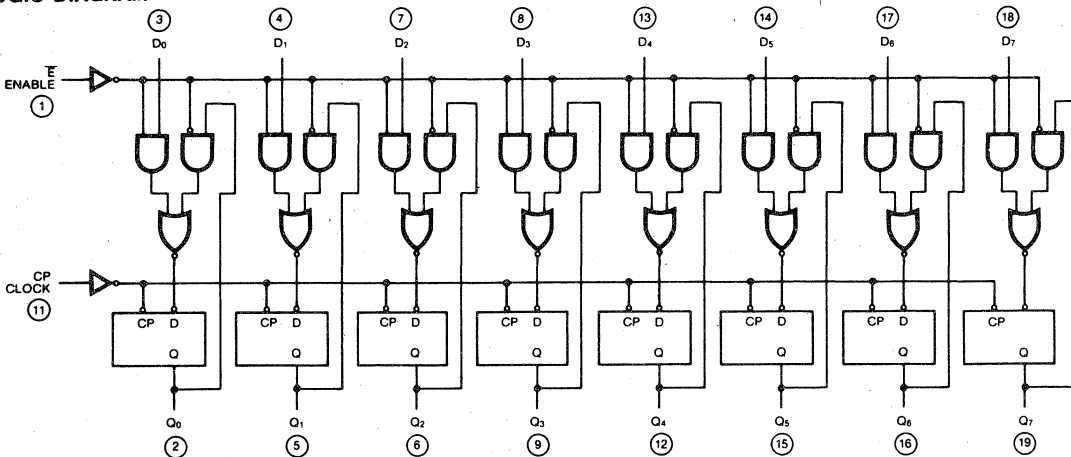 3 4 7 8 13 14 17 18
D0 D1 D2 D3 D4 D5 D6 D7
E
ENABLE
1
CP
CLOCK
11
CP D CP D CP D CP D CP D CP D CP D CP
Q Q Q Q Q Q Q
Q0 Q1 Q2 Q3 Q4 Q5 Q6 Q7
2 5 6 9 12 15 16 19